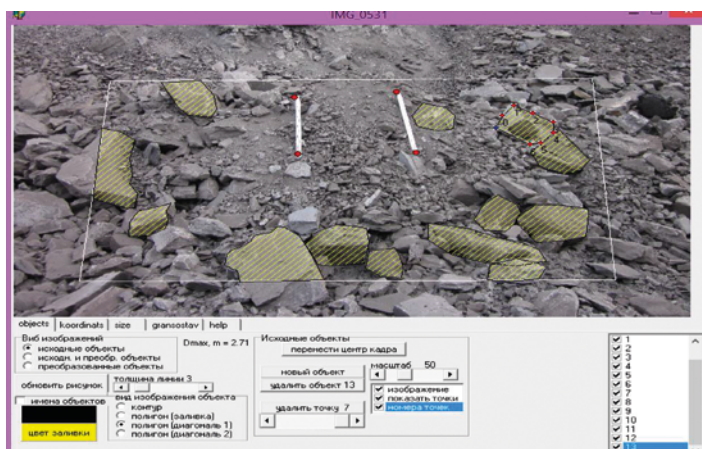 IMG_0531
objects koordinats size gransostav help
Вид изображений
исходные объекты
исходн. и преобр. объекты
преобразованные объекты
Dmax, m = 2.71
обновить рисунок
толщина линии 3
имена объектов
цвет заливки
вид изображения объекта
контур
полигон (заливка)
полигон (диагональ 1)
полигон (диагональ 2)
Исходные объекты
перенести центр кадра
новый объект
удалить объект 13
удалить точку 7
масштаб 50
изображение
показать точки
номера точек
1
2
3
4
5
6
7
8
9
10
11
12
13